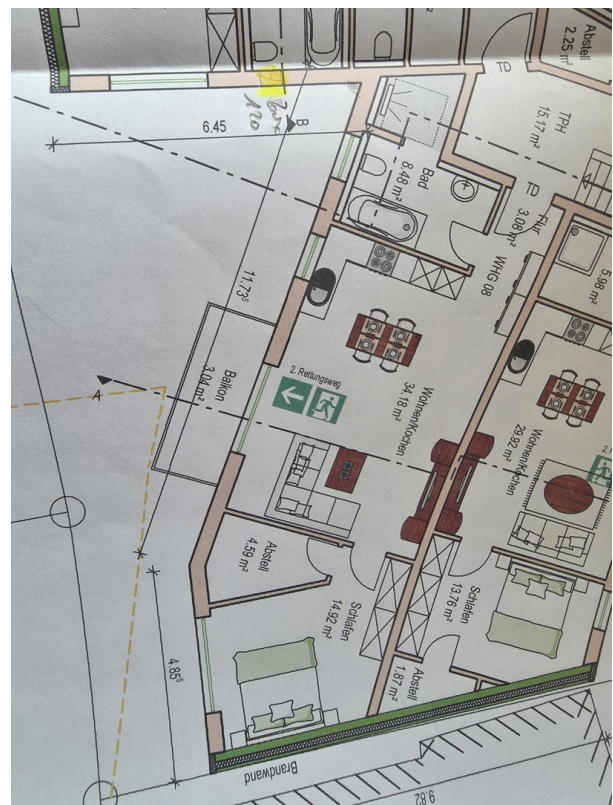 Abstell
2.25 m²
TD
TPH
15.17 m²
TD
Flur
3.08 m²
5.98 m²
6.45
120
B
Bad
8.48 m²
WHG 08
11.73⁵
Balkon
3.04 m²
A
2. Rettungsweg
Wohnen/Kochen
34.18 m²
Wohnen/Kochen
29.92 m²
Abstell
4.59 m²
Schlafen
14.92 m²
Schlafen
13.76 m²
Abstell
1.87 m²
4.85⁵
Brandwand
9.82